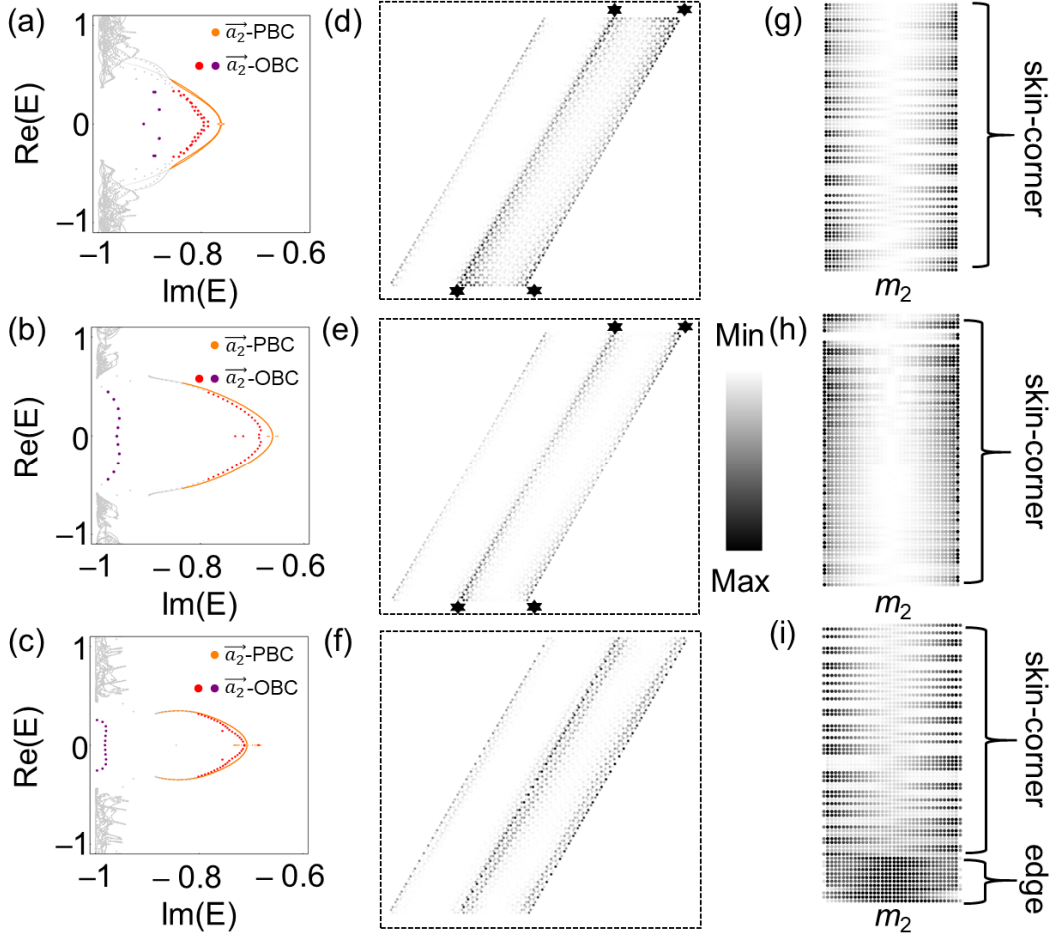 (a)
1
0
−1
Re(E)
−1
− 0.8
− 0.6
Im(E)
a₂-PBC
a₂-OBC
(b)
1
0
−1
Re(E)
−1
− 0.8
− 0.6
Im(E)
a₂-PBC
a₂-OBC
(c)
1
0
−1
Re(E)
−1
− 0.8
− 0.6
Im(E)
a₂-PBC
a₂-OBC
(d)
(e)
(f)
Min
Max
(g)
skin-corner
m₂
(h)
skin-corner
m₂
(i)
skin-corner
edge
m₂